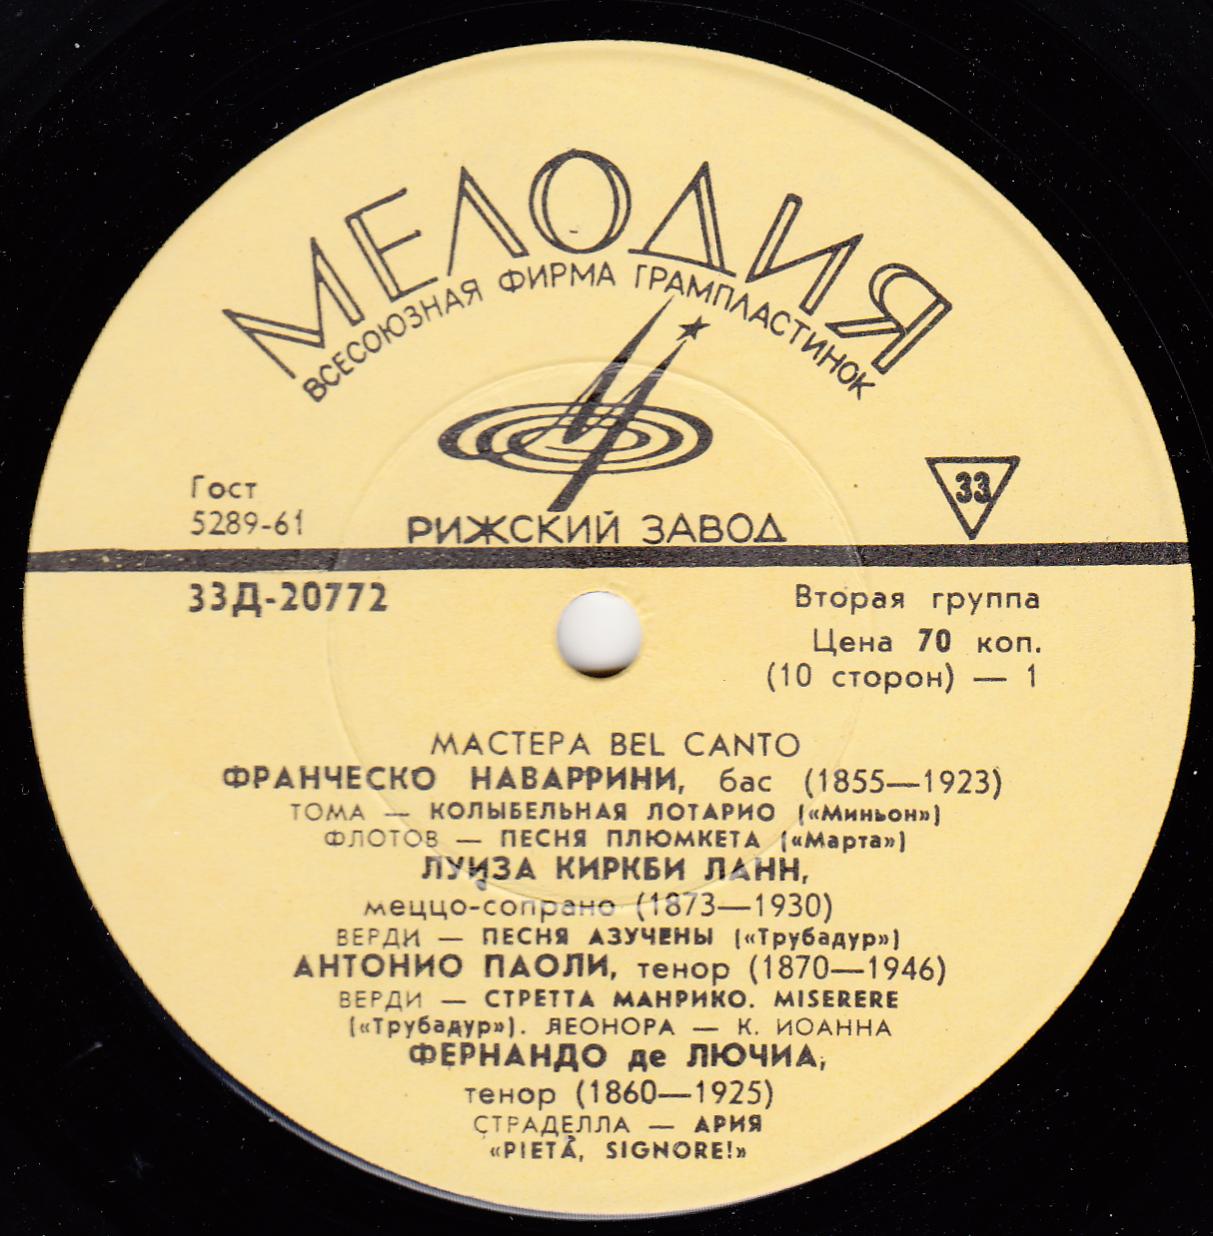 МЕЛОДИЯ
ВСЕСОЮЗНАЯ ФИРМА ГРАМПЛАСТИНОК
Гост
5289-61
33
РИЖСКИЙ ЗАВОД
33Д-20772
Вторая группа
Цена 70 коп.
(10 сторон) — 1
МАСТЕРА BEL CANTO
ФРАНЧЕСКО НАВАРРИНИ, бас (1855—1923)
ТОМА — КОЛЫБЕЛЬНАЯ ЛОТАРИО («Миньон»)
ФЛОТОВ — ПЕСНЯ ПЛЮМКЕТА («Марта»)
ЛУИЗА КИРКБИ ЛАНН,
меццо-сопрано (1873—1930)
ВЕРДИ — ПЕСНЯ АЗУЧЕНЫ («Трубадур»)
АНТОНИО ПАОЛИ, тенор (1870—1946)
ВЕРДИ — СТРЕТТА МАНРИКО. MISERERE
(«Трубадур»). ЛЕОНОРА — К. ИОАННА
ФЕРНАНДО де ЛЮЧИА,
тенор (1860—1925)
СТРАДЕЛЛА — АРИЯ
«PIETÀ, SIGNORE!»